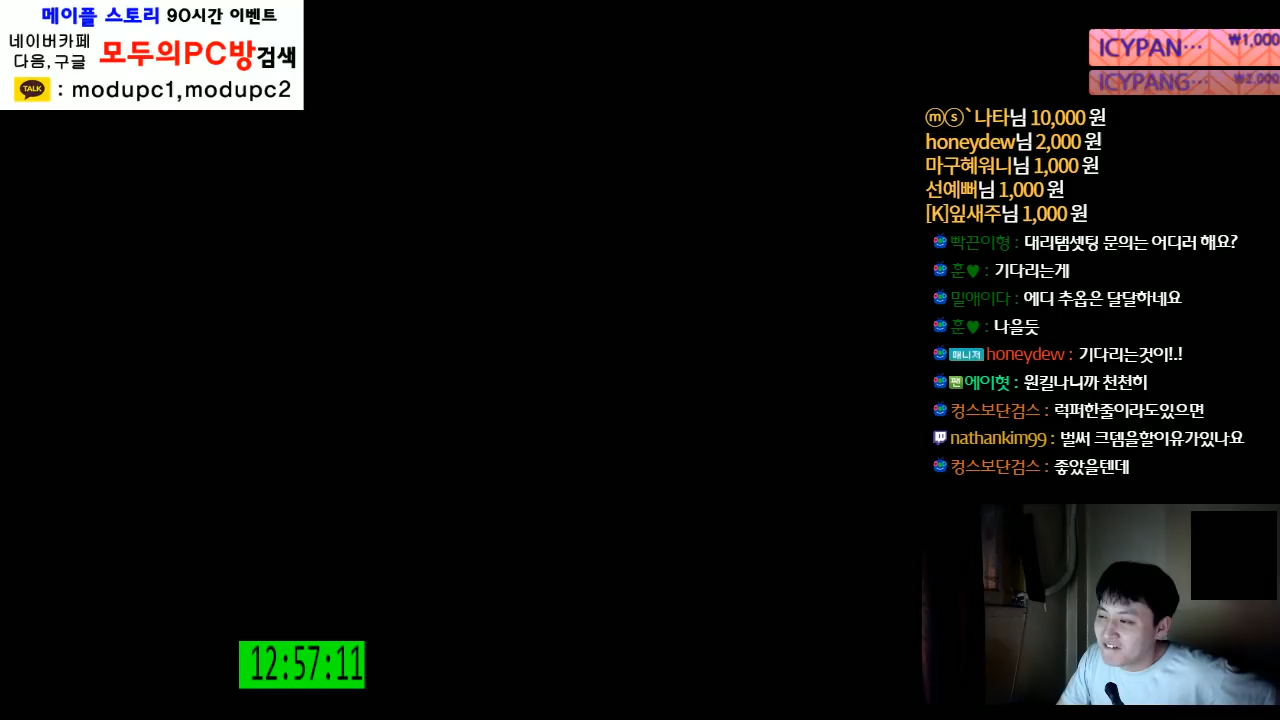 메이플 스토리 90시간 이벤트
네이버카페
다음,구글 모두의PC방검색
TALK : modupc1,modupc2
ICYPAN… ₩1,000
ICYPANG… ₩2,000
ⓜⓢ`나타님 10,000 원
honeydew님 2,000 원
마구혜워니님 1,000 원
선예뻐님 1,000 원
[K]잎새주님 1,000 원
빡끈이형 : 대리탬셋팅 문의는 어디러 해요?
훈♥ : 기다리는게
밀애이다 : 에디 추옵은 달달하네요
훈♥ : 나을듯
매니저 honeydew : 기다리는것이!.!
팬 에이혓 : 원킬나니까 천천히
컹스보단검스 : 럭퍼한줄이라도있으면
nathankim99 : 벌써 크뎀을할이유가있나요
컹스보단검스 : 좋았을텐데
12:57:11